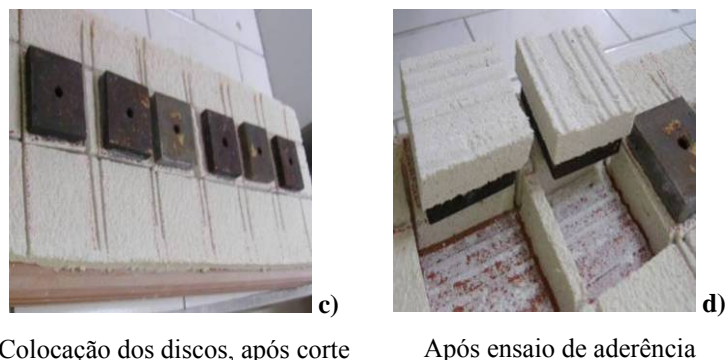 c)
d)
Colocação dos discos, após corte
Após ensaio de aderência